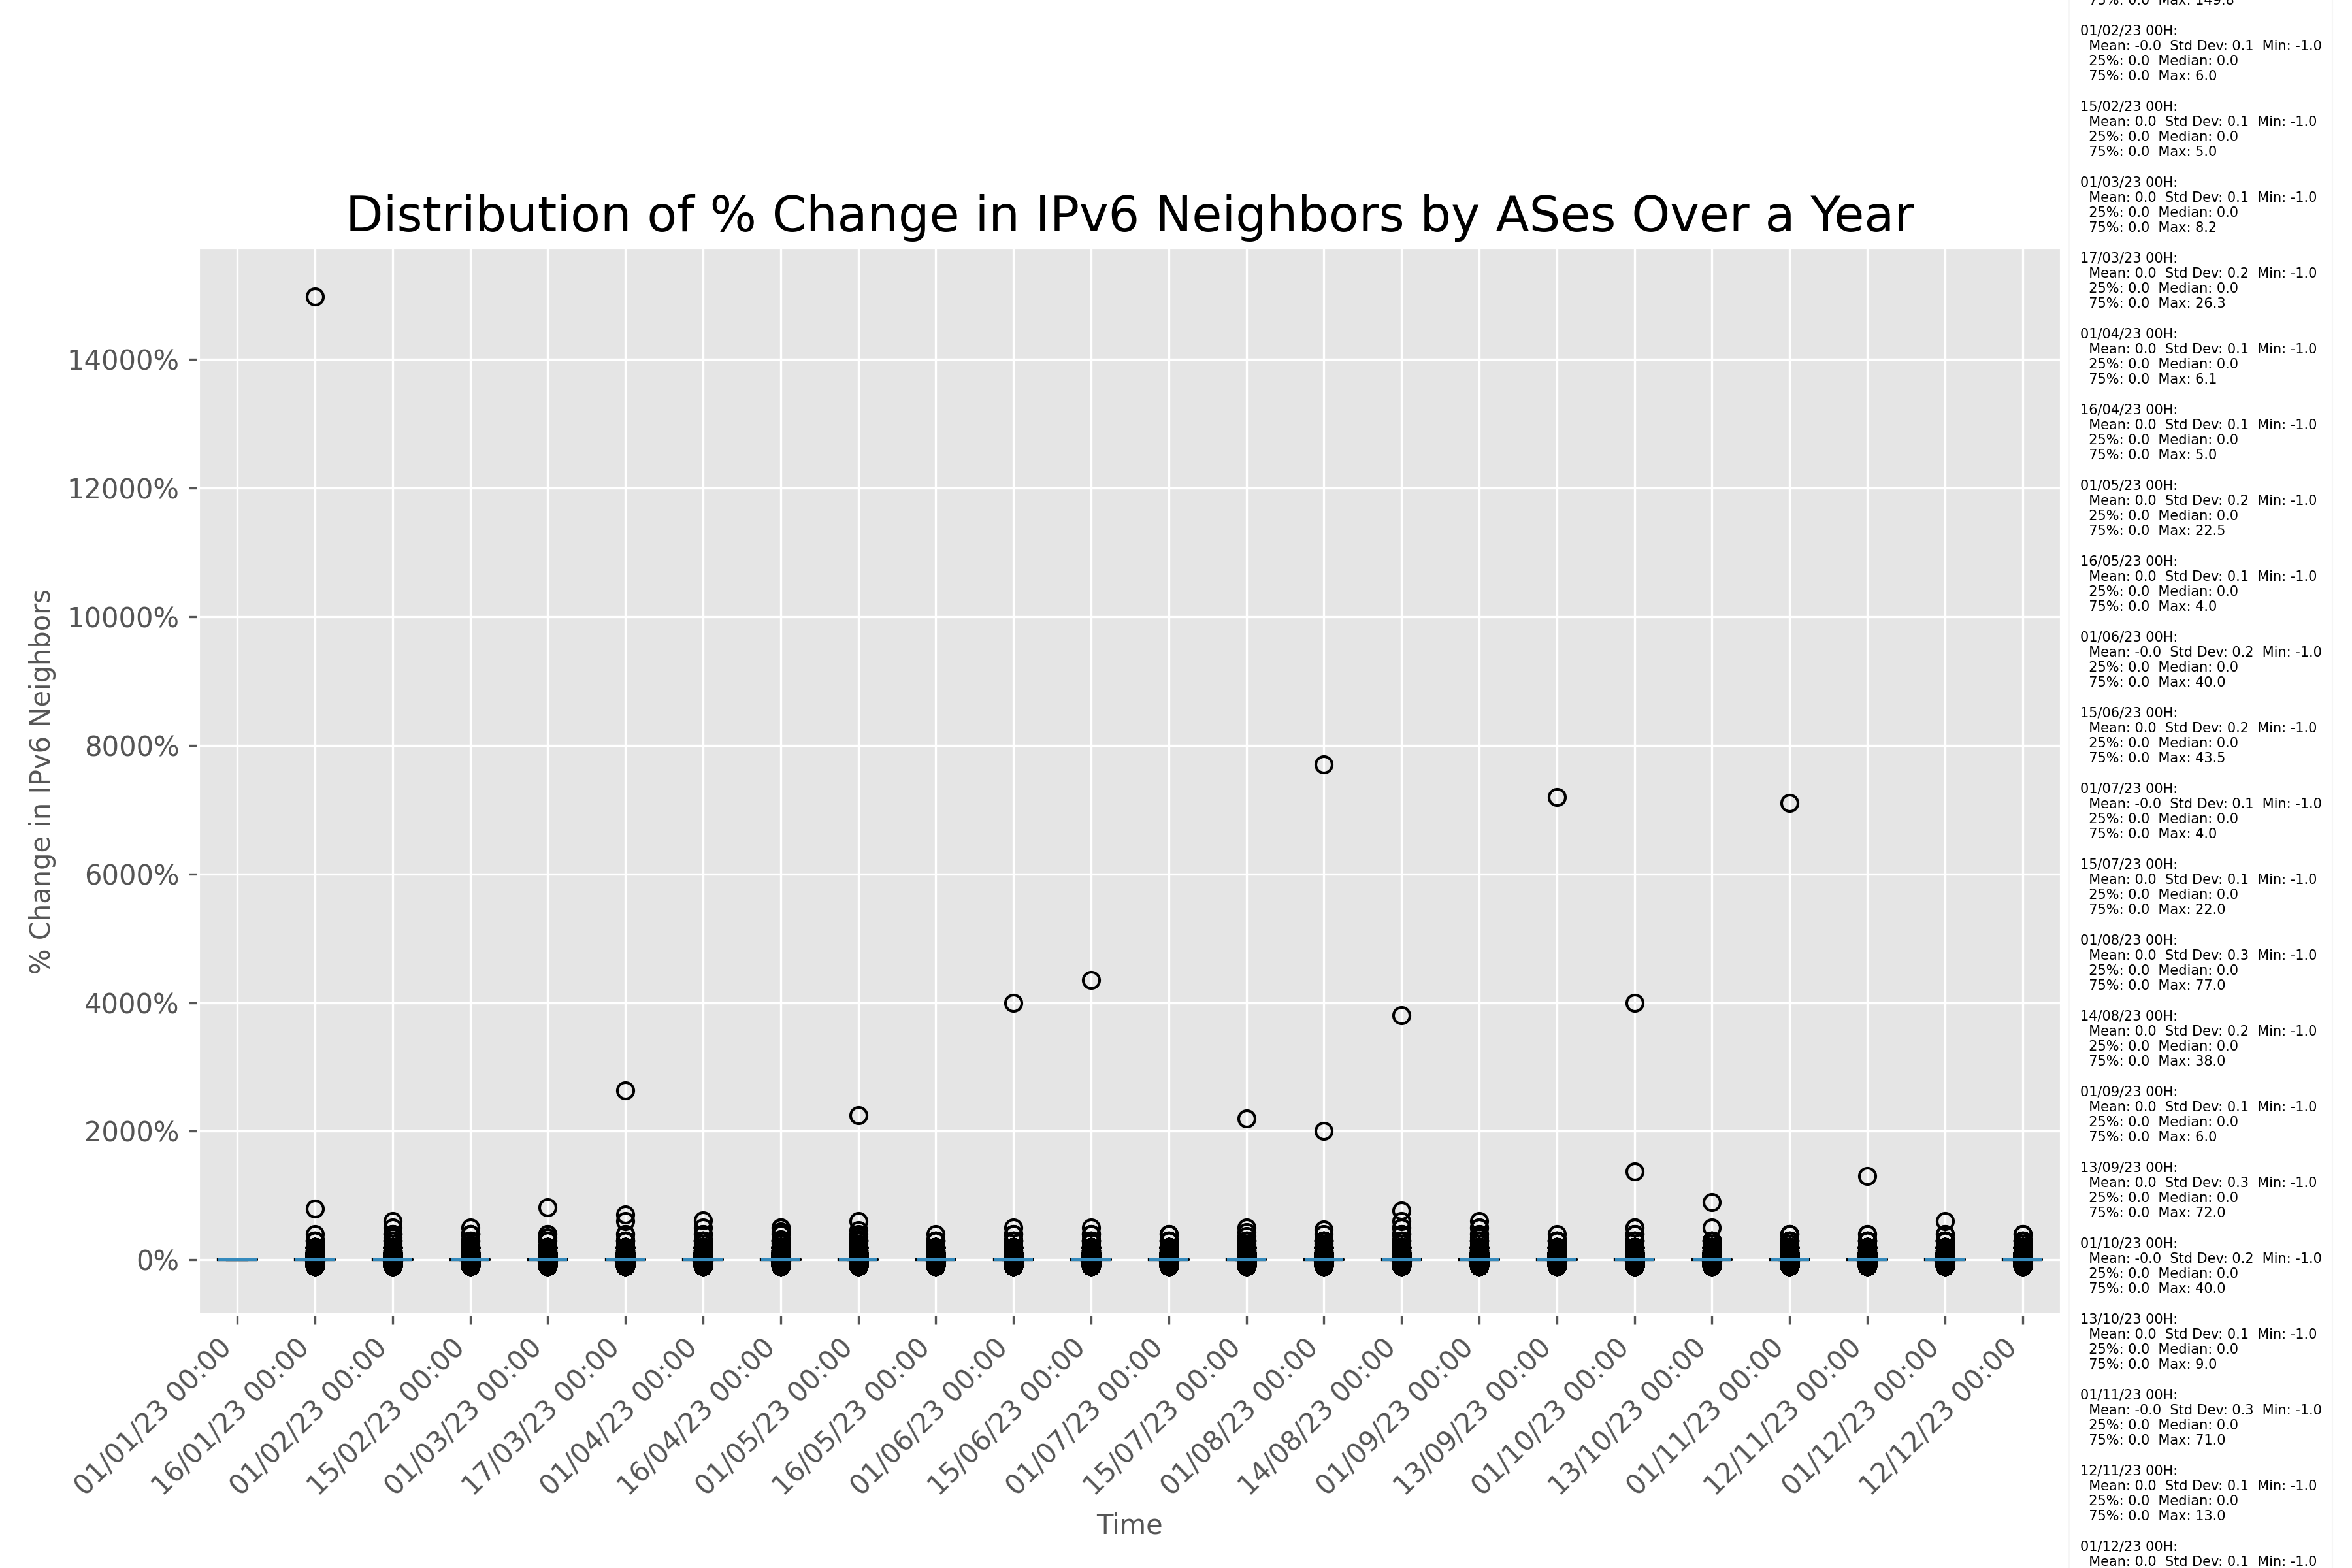 Distribution of % Change in IPv6 Neighbors by ASes Over a Year
% Change in IPv6 Neighbors
14000%
12000%
10000%
8000%
6000%
4000%
2000%
0%
01/01/23 00:00
16/01/23 00:00
01/02/23 00:00
15/02/23 00:00
01/03/23 00:00
17/03/23 00:00
01/04/23 00:00
16/04/23 00:00
01/05/23 00:00
16/05/23 00:00
01/06/23 00:00
15/06/23 00:00
01/07/23 00:00
15/07/23 00:00
01/08/23 00:00
14/08/23 00:00
01/09/23 00:00
13/09/23 00:00
01/10/23 00:00
13/10/23 00:00
01/11/23 00:00
12/11/23 00:00
01/12/23 00:00
12/12/23 00:00
Time
75%: 0.0 Max: 149.8
01/02/23 00H:
Mean: -0.0 Std Dev: 0.1 Min: -1.0
25%: 0.0 Median: 0.0
75%: 0.0 Max: 6.0
15/02/23 00H:
Mean: 0.0 Std Dev: 0.1 Min: -1.0
25%: 0.0 Median: 0.0
75%: 0.0 Max: 5.0
01/03/23 00H:
Mean: 0.0 Std Dev: 0.1 Min: -1.0
25%: 0.0 Median: 0.0
75%: 0.0 Max: 8.2
17/03/23 00H:
Mean: 0.0 Std Dev: 0.2 Min: -1.0
25%: 0.0 Median: 0.0
75%: 0.0 Max: 26.3
01/04/23 00H:
Mean: 0.0 Std Dev: 0.1 Min: -1.0
25%: 0.0 Median: 0.0
75%: 0.0 Max: 6.1
16/04/23 00H:
Mean: 0.0 Std Dev: 0.1 Min: -1.0
25%: 0.0 Median: 0.0
75%: 0.0 Max: 5.0
01/05/23 00H:
Mean: 0.0 Std Dev: 0.2 Min: -1.0
25%: 0.0 Median: 0.0
75%: 0.0 Max: 22.5
16/05/23 00H:
Mean: 0.0 Std Dev: 0.1 Min: -1.0
25%: 0.0 Median: 0.0
75%: 0.0 Max: 4.0
01/06/23 00H:
Mean: -0.0 Std Dev: 0.2 Min: -1.0
25%: 0.0 Median: 0.0
75%: 0.0 Max: 40.0
15/06/23 00H:
Mean: 0.0 Std Dev: 0.2 Min: -1.0
25%: 0.0 Median: 0.0
75%: 0.0 Max: 43.5
01/07/23 00H:
Mean: -0.0 Std Dev: 0.1 Min: -1.0
25%: 0.0 Median: 0.0
75%: 0.0 Max: 4.0
15/07/23 00H:
Mean: 0.0 Std Dev: 0.1 Min: -1.0
25%: 0.0 Median: 0.0
75%: 0.0 Max: 22.0
01/08/23 00H:
Mean: 0.0 Std Dev: 0.3 Min: -1.0
25%: 0.0 Median: 0.0
75%: 0.0 Max: 77.0
14/08/23 00H:
Mean: 0.0 Std Dev: 0.2 Min: -1.0
25%: 0.0 Median: 0.0
75%: 0.0 Max: 38.0
01/09/23 00H:
Mean: 0.0 Std Dev: 0.1 Min: -1.0
25%: 0.0 Median: 0.0
75%: 0.0 Max: 6.0
13/09/23 00H:
Mean: 0.0 Std Dev: 0.3 Min: -1.0
25%: 0.0 Median: 0.0
75%: 0.0 Max: 72.0
01/10/23 00H:
Mean: -0.0 Std Dev: 0.2 Min: -1.0
25%: 0.0 Median: 0.0
75%: 0.0 Max: 40.0
13/10/23 00H:
Mean: 0.0 Std Dev: 0.1 Min: -1.0
25%: 0.0 Median: 0.0
75%: 0.0 Max: 9.0
01/11/23 00H:
Mean: -0.0 Std Dev: 0.3 Min: -1.0
25%: 0.0 Median: 0.0
75%: 0.0 Max: 71.0
12/11/23 00H:
Mean: 0.0 Std Dev: 0.1 Min: -1.0
25%: 0.0 Median: 0.0
75%: 0.0 Max: 13.0
01/12/23 00H:
Mean: 0.0 Std Dev: 0.1 Min: -1.0